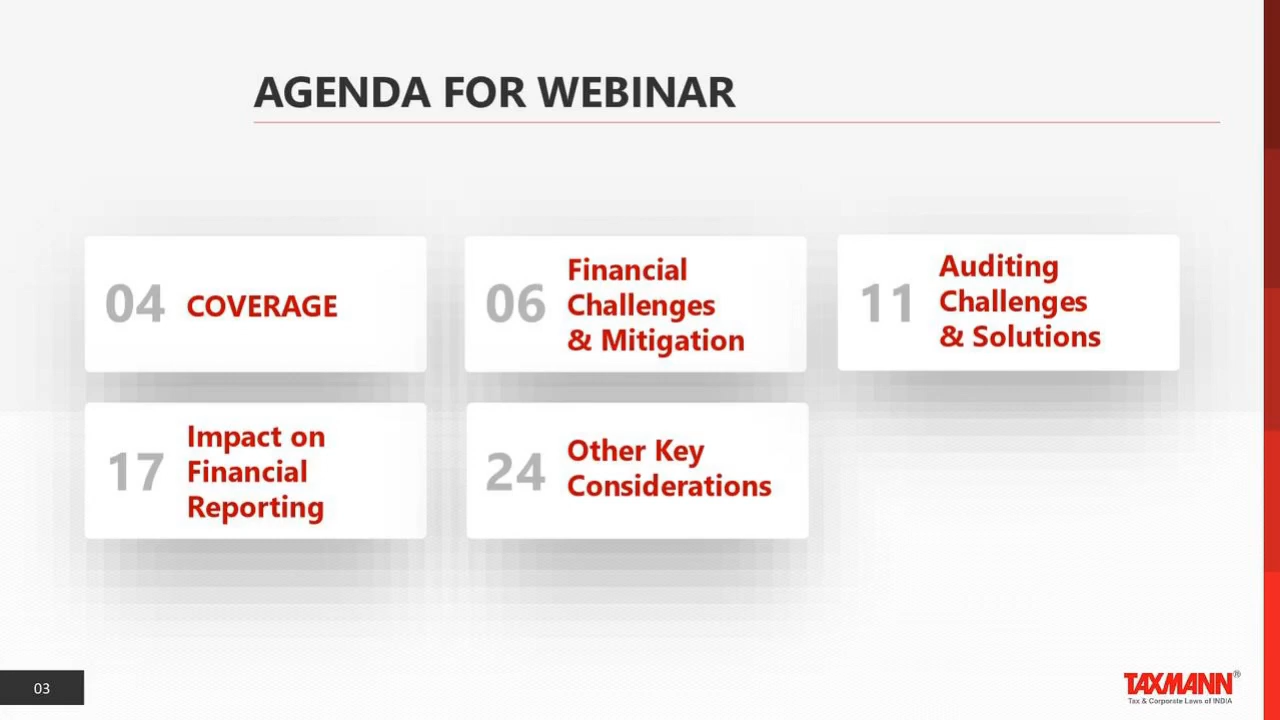 AGENDA FOR WEBINAR
04 COVERAGE
06 Financial
Challenges
& Mitigation
11 Auditing
Challenges
& Solutions
17 Impact on
Financial
Reporting
24 Other Key
Considerations
03
TAXMANN®
Tax & Corporate Laws of INDIA